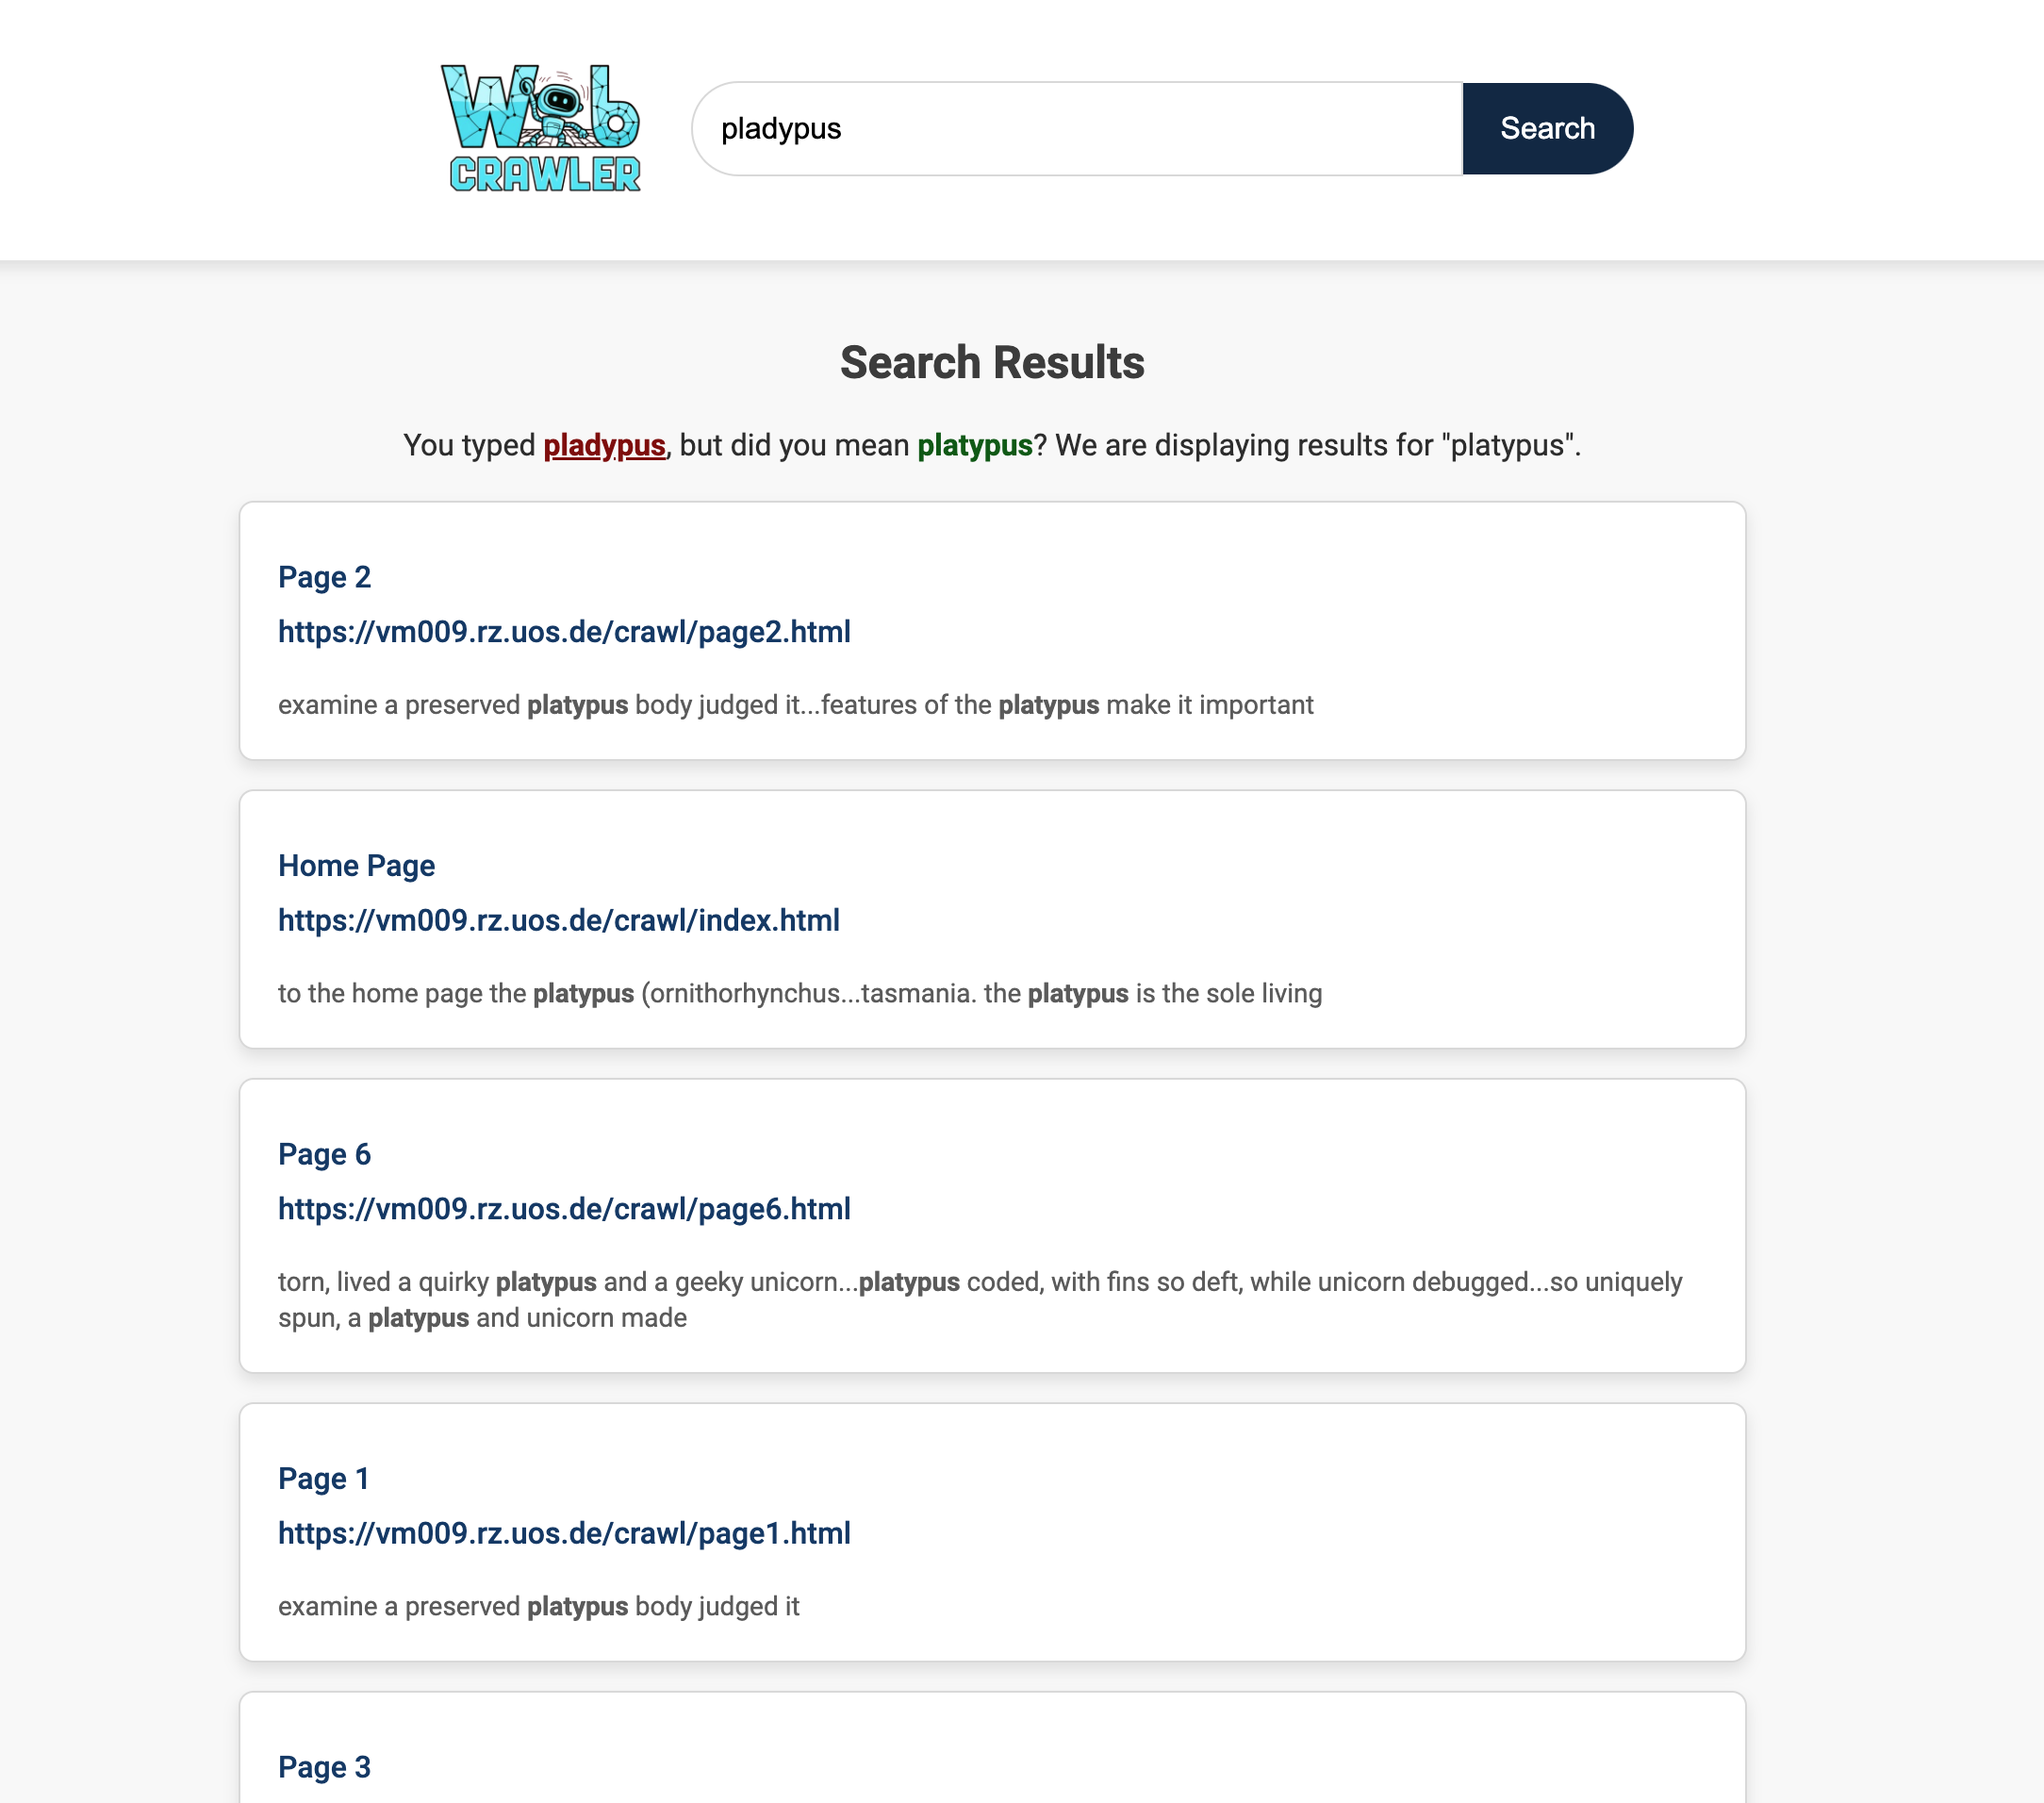 Web
CRAWLER
pladypus
Search
Search Results
You typed pladypus, but did you mean platypus? We are displaying results for "platypus".
Page 2
https://vm009.rz.uos.de/crawl/page2.html
examine a preserved platypus body judged it...features of the platypus make it important
Home Page
https://vm009.rz.uos.de/crawl/index.html
to the home page the platypus (ornithorhynchus...tasmania. the platypus is the sole living
Page 6
https://vm009.rz.uos.de/crawl/page6.html
torn, lived a quirky platypus and a geeky unicorn...platypus coded, with fins so deft, while unicorn debugged...so uniquely
spun, a platypus and unicorn made
Page 1
https://vm009.rz.uos.de/crawl/page1.html
examine a preserved platypus body judged it
Page 3